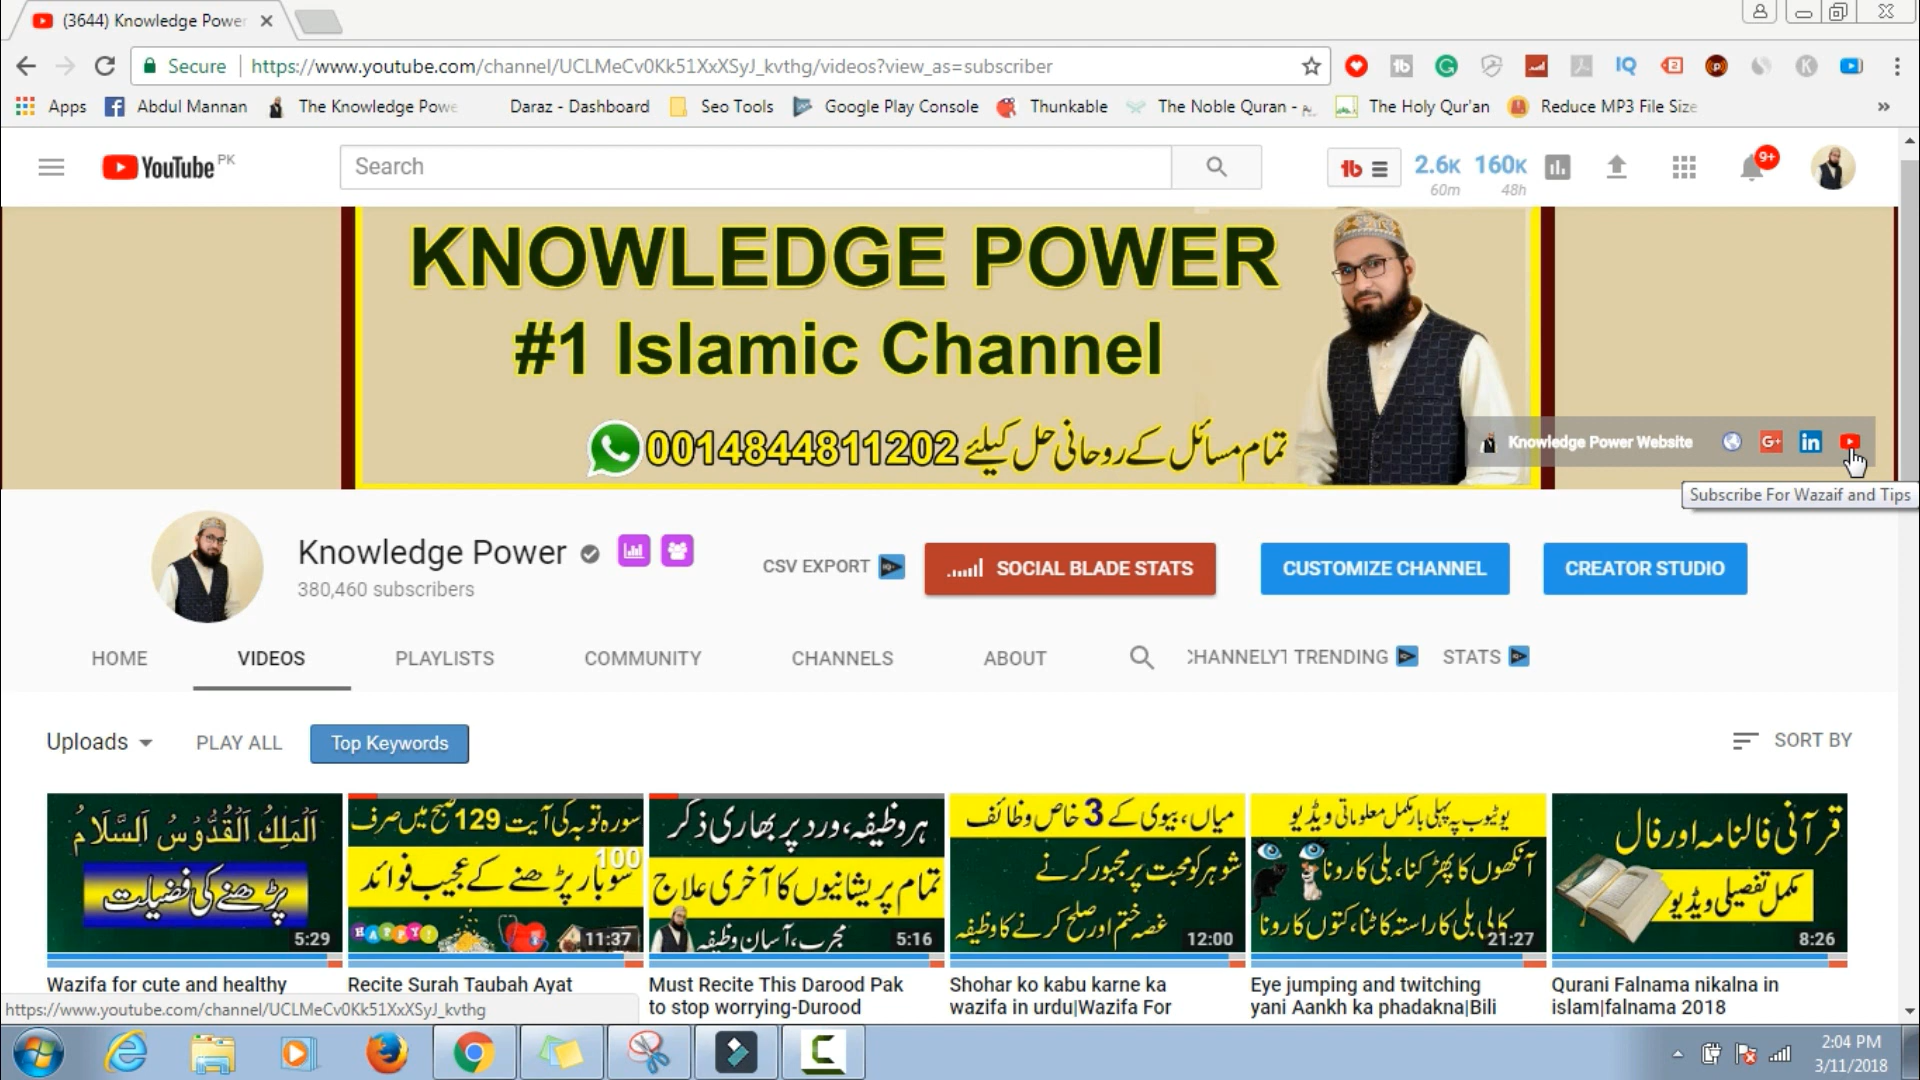 (3644) Knowledge Power
Secure
https://www.youtube.com/channel/UCLMeCv0Kk51XxXSyJ_kvthg/videos?view_as=subscriber
Apps
Abdul Mannan
The Knowledge Powe
Daraz - Dashboard
Seo Tools
Google Play Console
Thunkable
The Noble Quran -
The Holy Qur'an
Reduce MP3 File Size
YouTube PK
Search
2.6K
60m
160K
48h
9+
KNOWLEDGE POWER
#1 Islamic Channel
0014844811202 تمام مسائل کے روحانی حل کیلئے
Knowledge Power Website
Subscribe For Wazaif and Tips
Knowledge Power
380,460 subscribers
CSV EXPORT
SOCIAL BLADE STATS
CUSTOMIZE CHANNEL
CREATOR STUDIO
HOME
VIDEOS
PLAYLISTS
COMMUNITY
CHANNELS
ABOUT
TRENDING
STATS
Uploads
PLAY ALL
Top Keywords
SORT BY
اَلْمَلِكُ اَلْقُدُّوْسُ اَلسَّلَامُ
پڑھنے کی فضیلت
5:29
Wazifa for cute and healthy
سورہ توبہ کی آیت 129 صبح میں صرف
100
سو بار پڑھنے کے عجیب فوائد
HAPPY!
11:37
Recite Surah Taubah Ayat
ہر وظیفہ، ورد پر بھاری ذکر
تمام پریشانیوں کا آخری علاج
مجرب، آسان وظیفہ
5:16
Must Recite This Darood Pak
to stop worrying-Durood
میاں، بیوی کے 3 خاص وظائف
شوہر کو محبت پر مجبور کرنے
غصہ ختم اور صلح کرنے کا وظیفہ
12:00
Shohar ko kabu karne ka
wazifa in urdu|Wazifa For
یوٹیوب پہ پہلی بار مکمل معلوماتی ویڈیو
آنکھوں کا پھڑکنا، بلی کا رونا
کالی بلی کا راستہ کاٹنا، کتوں کا رونا
21:27
Eye jumping and twitching
yani Aankh ka phadakna|Bili
قرآنی فالنامہ اور فال
مکمل تفصیلی ویڈیو
8:26
Qurani Falnama nikalna in
islam|falnama 2018
https://www.youtube.com/channel/UCLMeCv0Kk51XxXSyJ_kvthg
2:04 PM
3/11/2018